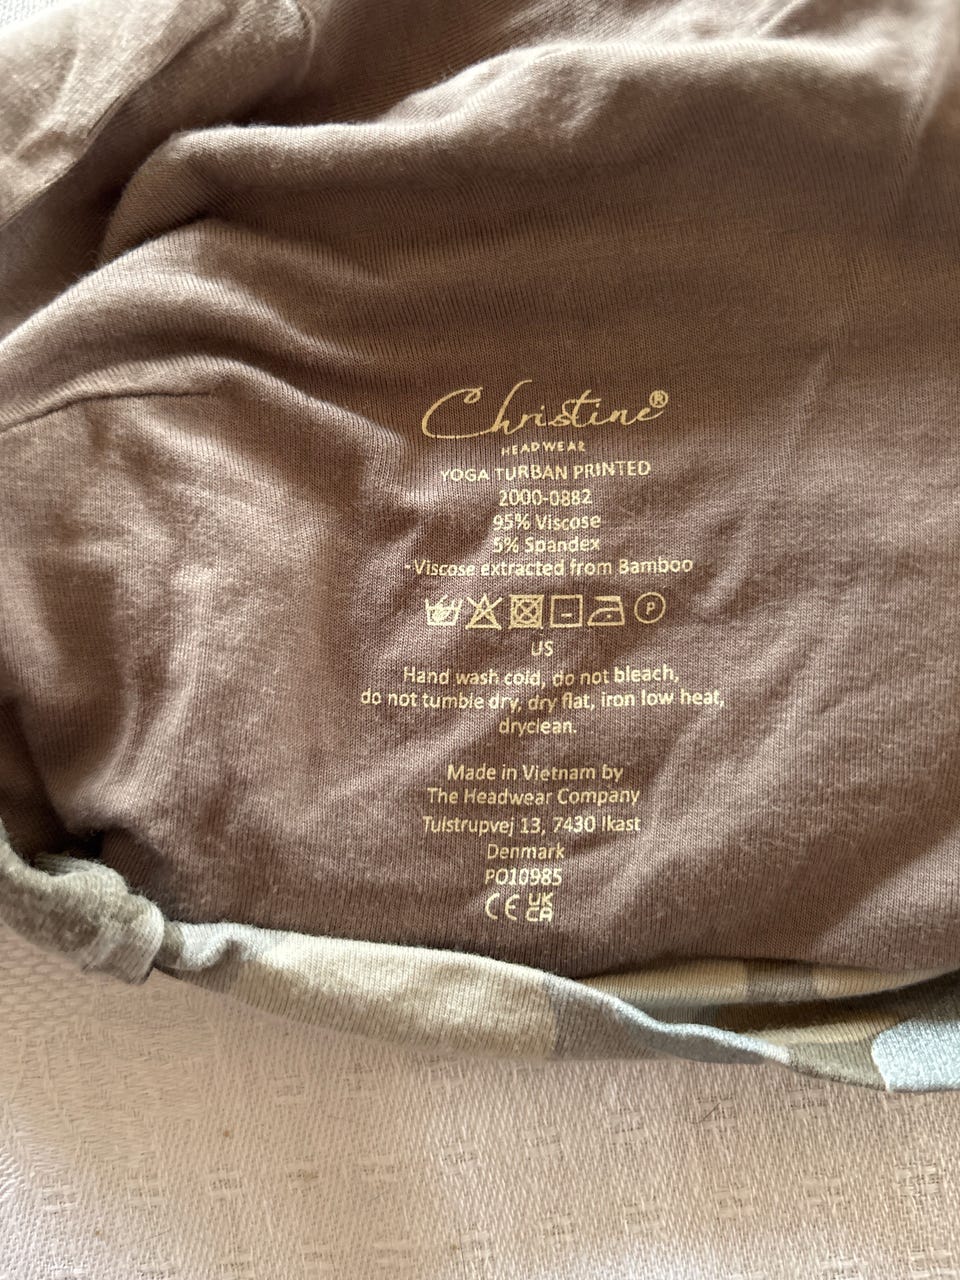 Christine®
HEADWEAR
YOGA TURBAN PRINTED
2000-0882
95% Viscose
5% Spandex
-Viscose extracted from Bamboo
P
US
Hand wash cold, do not bleach,
do not tumble dry, dry flat, iron low heat,
dryclean.
Made in Vietnam by
The Headwear Company
Tulstrupvej 13, 7430 Ikast
Denmark
PO10985
CE UK
CA